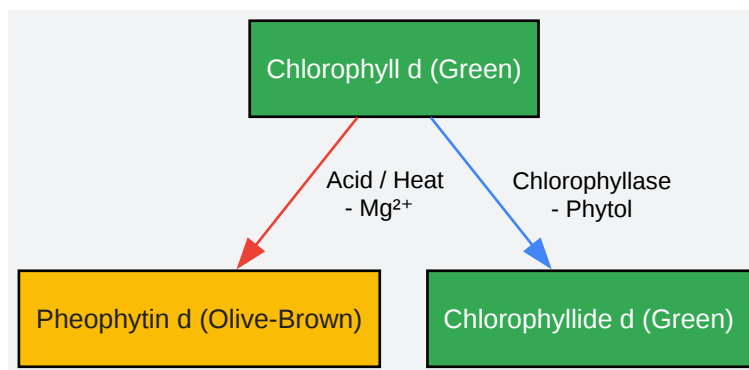 Chlorophyll d (Green)
Acid / Heat
- Mg²⁺
Chlorophyllase
- Phytol
Pheophytin d (Olive-Brown)
Chlorophyllide d (Green)